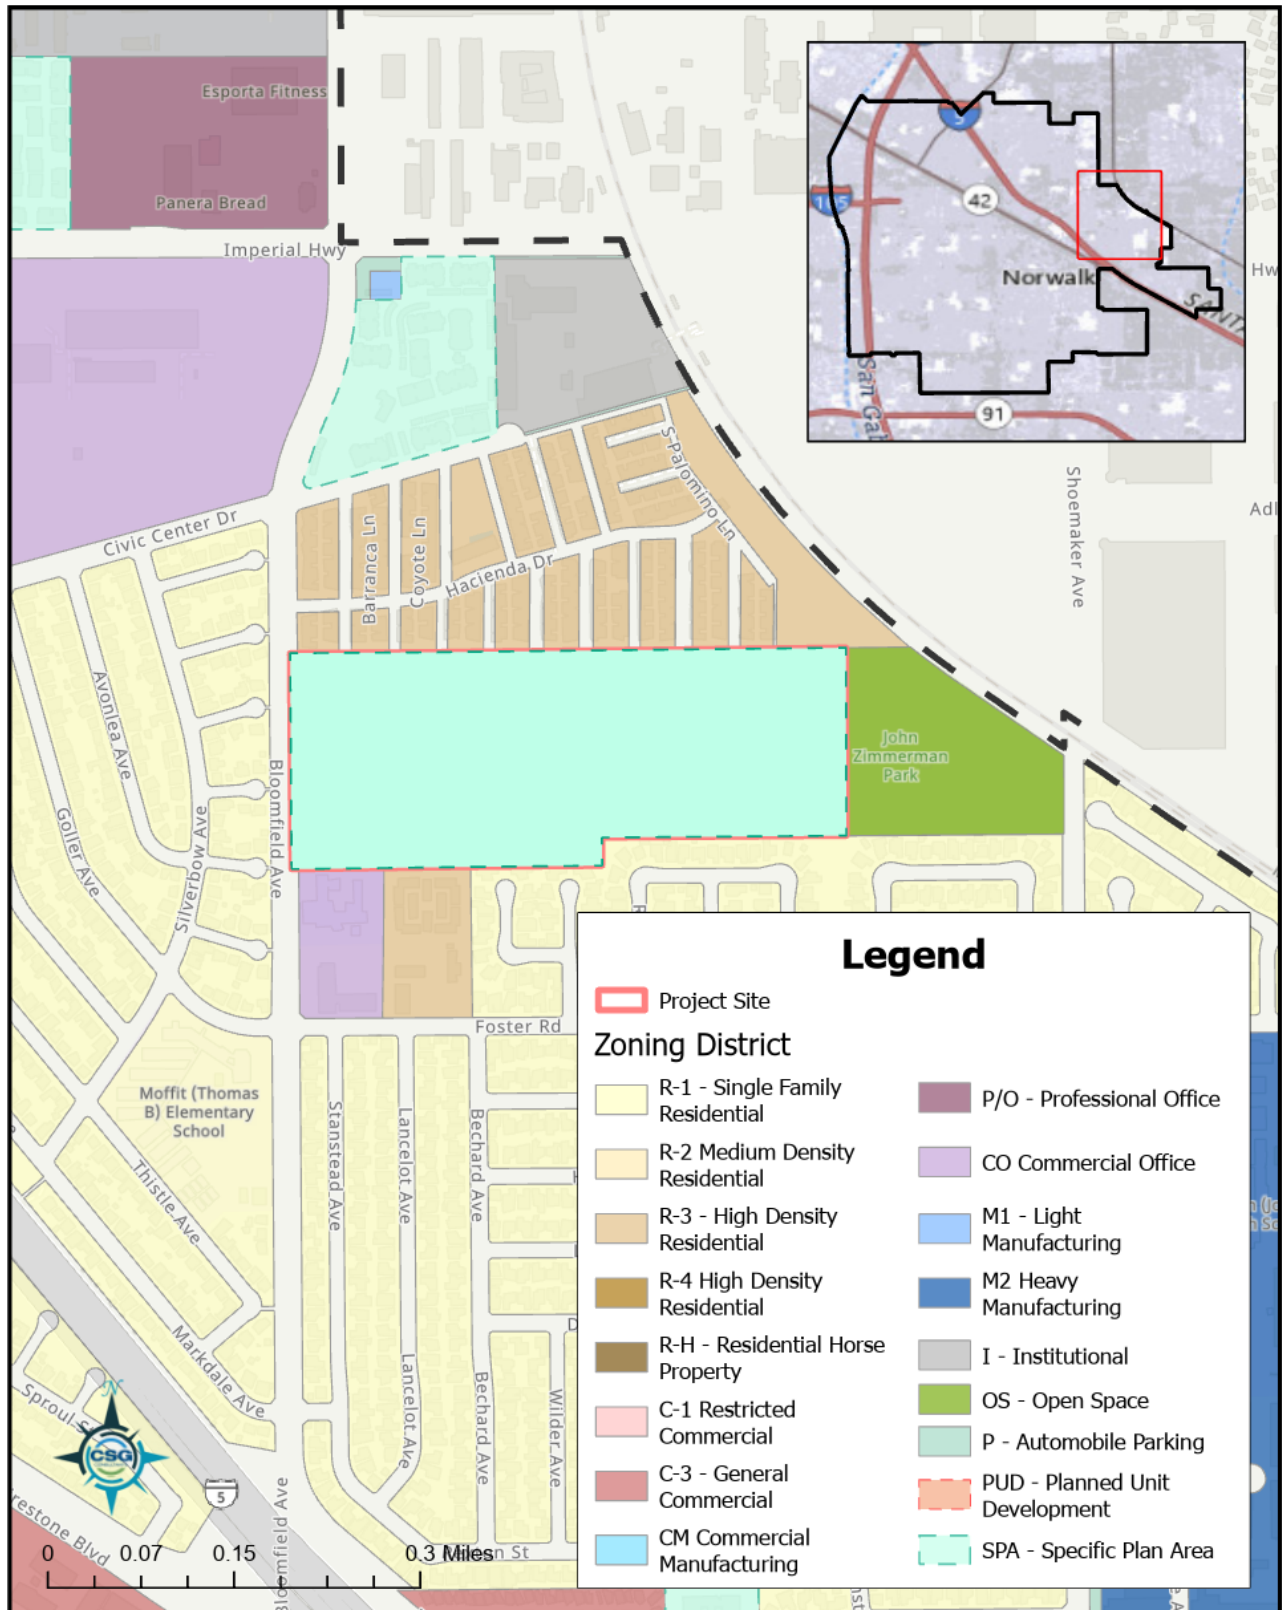 Esporta Fitness
Panera Bread
Imperial Hwy
5
105
42
Norwalk
91
Hw
Shoemaker Ave
S Palomino Ln
Civic Center Dr
Barranca Ln
Coyote Ln
Hacienda Dr
Avonlea Ave
Goller Ave
Silverbow Ave
Bloomfield Ave
John
Zimmerman
Park
Foster Rd
Moffit (Thomas
B) Elementary
School
Stanstead Ave
Lancelot Ave
Bechard Ave
Thistle Ave
Markdale Ave
Lancelot Ave
Bechard Ave
Wilder Ave
Sproul St
N
CSG
5
Bloomfield Ave
restone Blvd
0 0.07 0.15 0.3 Miles
Legend
Project Site
Zoning District
R-1 - Single Family
Residential
R-2 Medium Density
Residential
R-3 - High Density
Residential
R-4 High Density
Residential
R-H - Residential Horse
Property
C-1 Restricted
Commercial
C-3 - General
Commercial
CM Commercial
Manufacturing
P/O - Professional Office
CO Commercial Office
M1 - Light
Manufacturing
M2 Heavy
Manufacturing
I - Institutional
OS - Open Space
P - Automobile Parking
PUD - Planned Unit
Development
SPA - Specific Plan Area